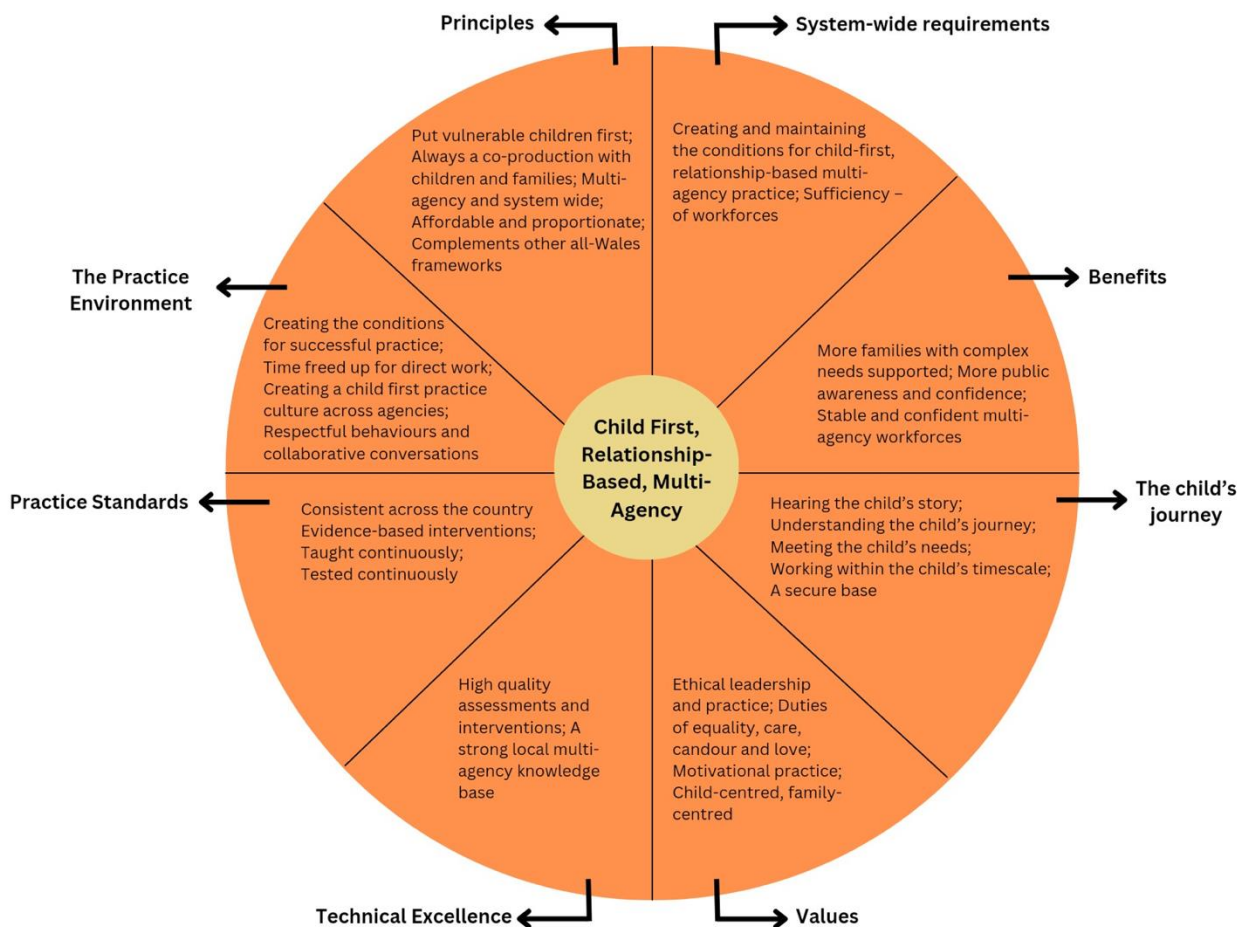 Principles
Put vulnerable children first;
Always a co-production with
children and families; Multi-
agency and system wide;
Affordable and proportionate;
Complements other all-Wales
frameworks
System-wide requirements
Creating and maintaining
the conditions for child-first,
relationship-based multi-
agency practice; Sufficiency –
of workforces
Benefits
More families with complex
needs supported; More public
awareness and confidence;
Stable and confident multi-
agency workforces
The child's
journey
Hearing the child's story;
Understanding the child's journey;
Meeting the child's needs;
Working within the child's timescale;
A secure base
Values
Ethical leadership
and practice; Duties
of equality, care,
candour and love;
Motivational practice;
Child-centred, family-
centred
Technical Excellence
High quality
assessments and
interventions; A
strong local multi-
agency knowledge
base
Practice Standards
Consistent across the country
Evidence-based interventions;
Taught continuously;
Tested continuously
The Practice
Environment
Creating the conditions
for successful practice;
Time freed up for direct work;
Creating a child first practice
culture across agencies;
Respectful behaviours and
collaborative conversations
Child First,
Relationship-
Based, Multi-
Agency